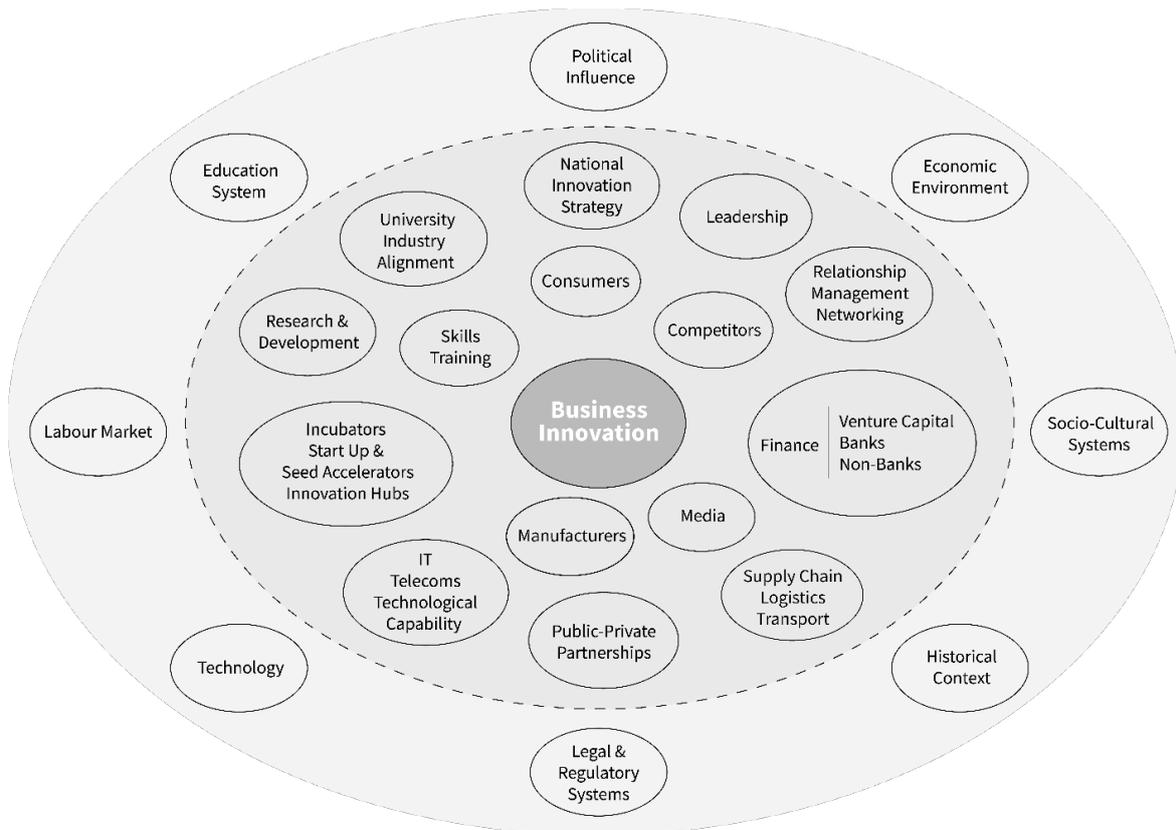 Political
Influence
Education
System
Economic
Environment
National
Innovation
Strategy
Leadership
University
Industry
Alignment
Consumers
Relationship
Management
Networking
Research &
Development
Skills
Training
Competitors
Labour Market
Incubators
Start Up &
Seed Accelerators
Innovation Hubs
Business
Innovation
Finance
Venture Capital
Banks
Non-Banks
Socio-Cultural
Systems
Manufacturers
Media
IT
Telecoms
Technological
Capability
Supply Chain
Logistics
Transport
Public-Private
Partnerships
Technology
Historical
Context
Legal &
Regulatory
Systems